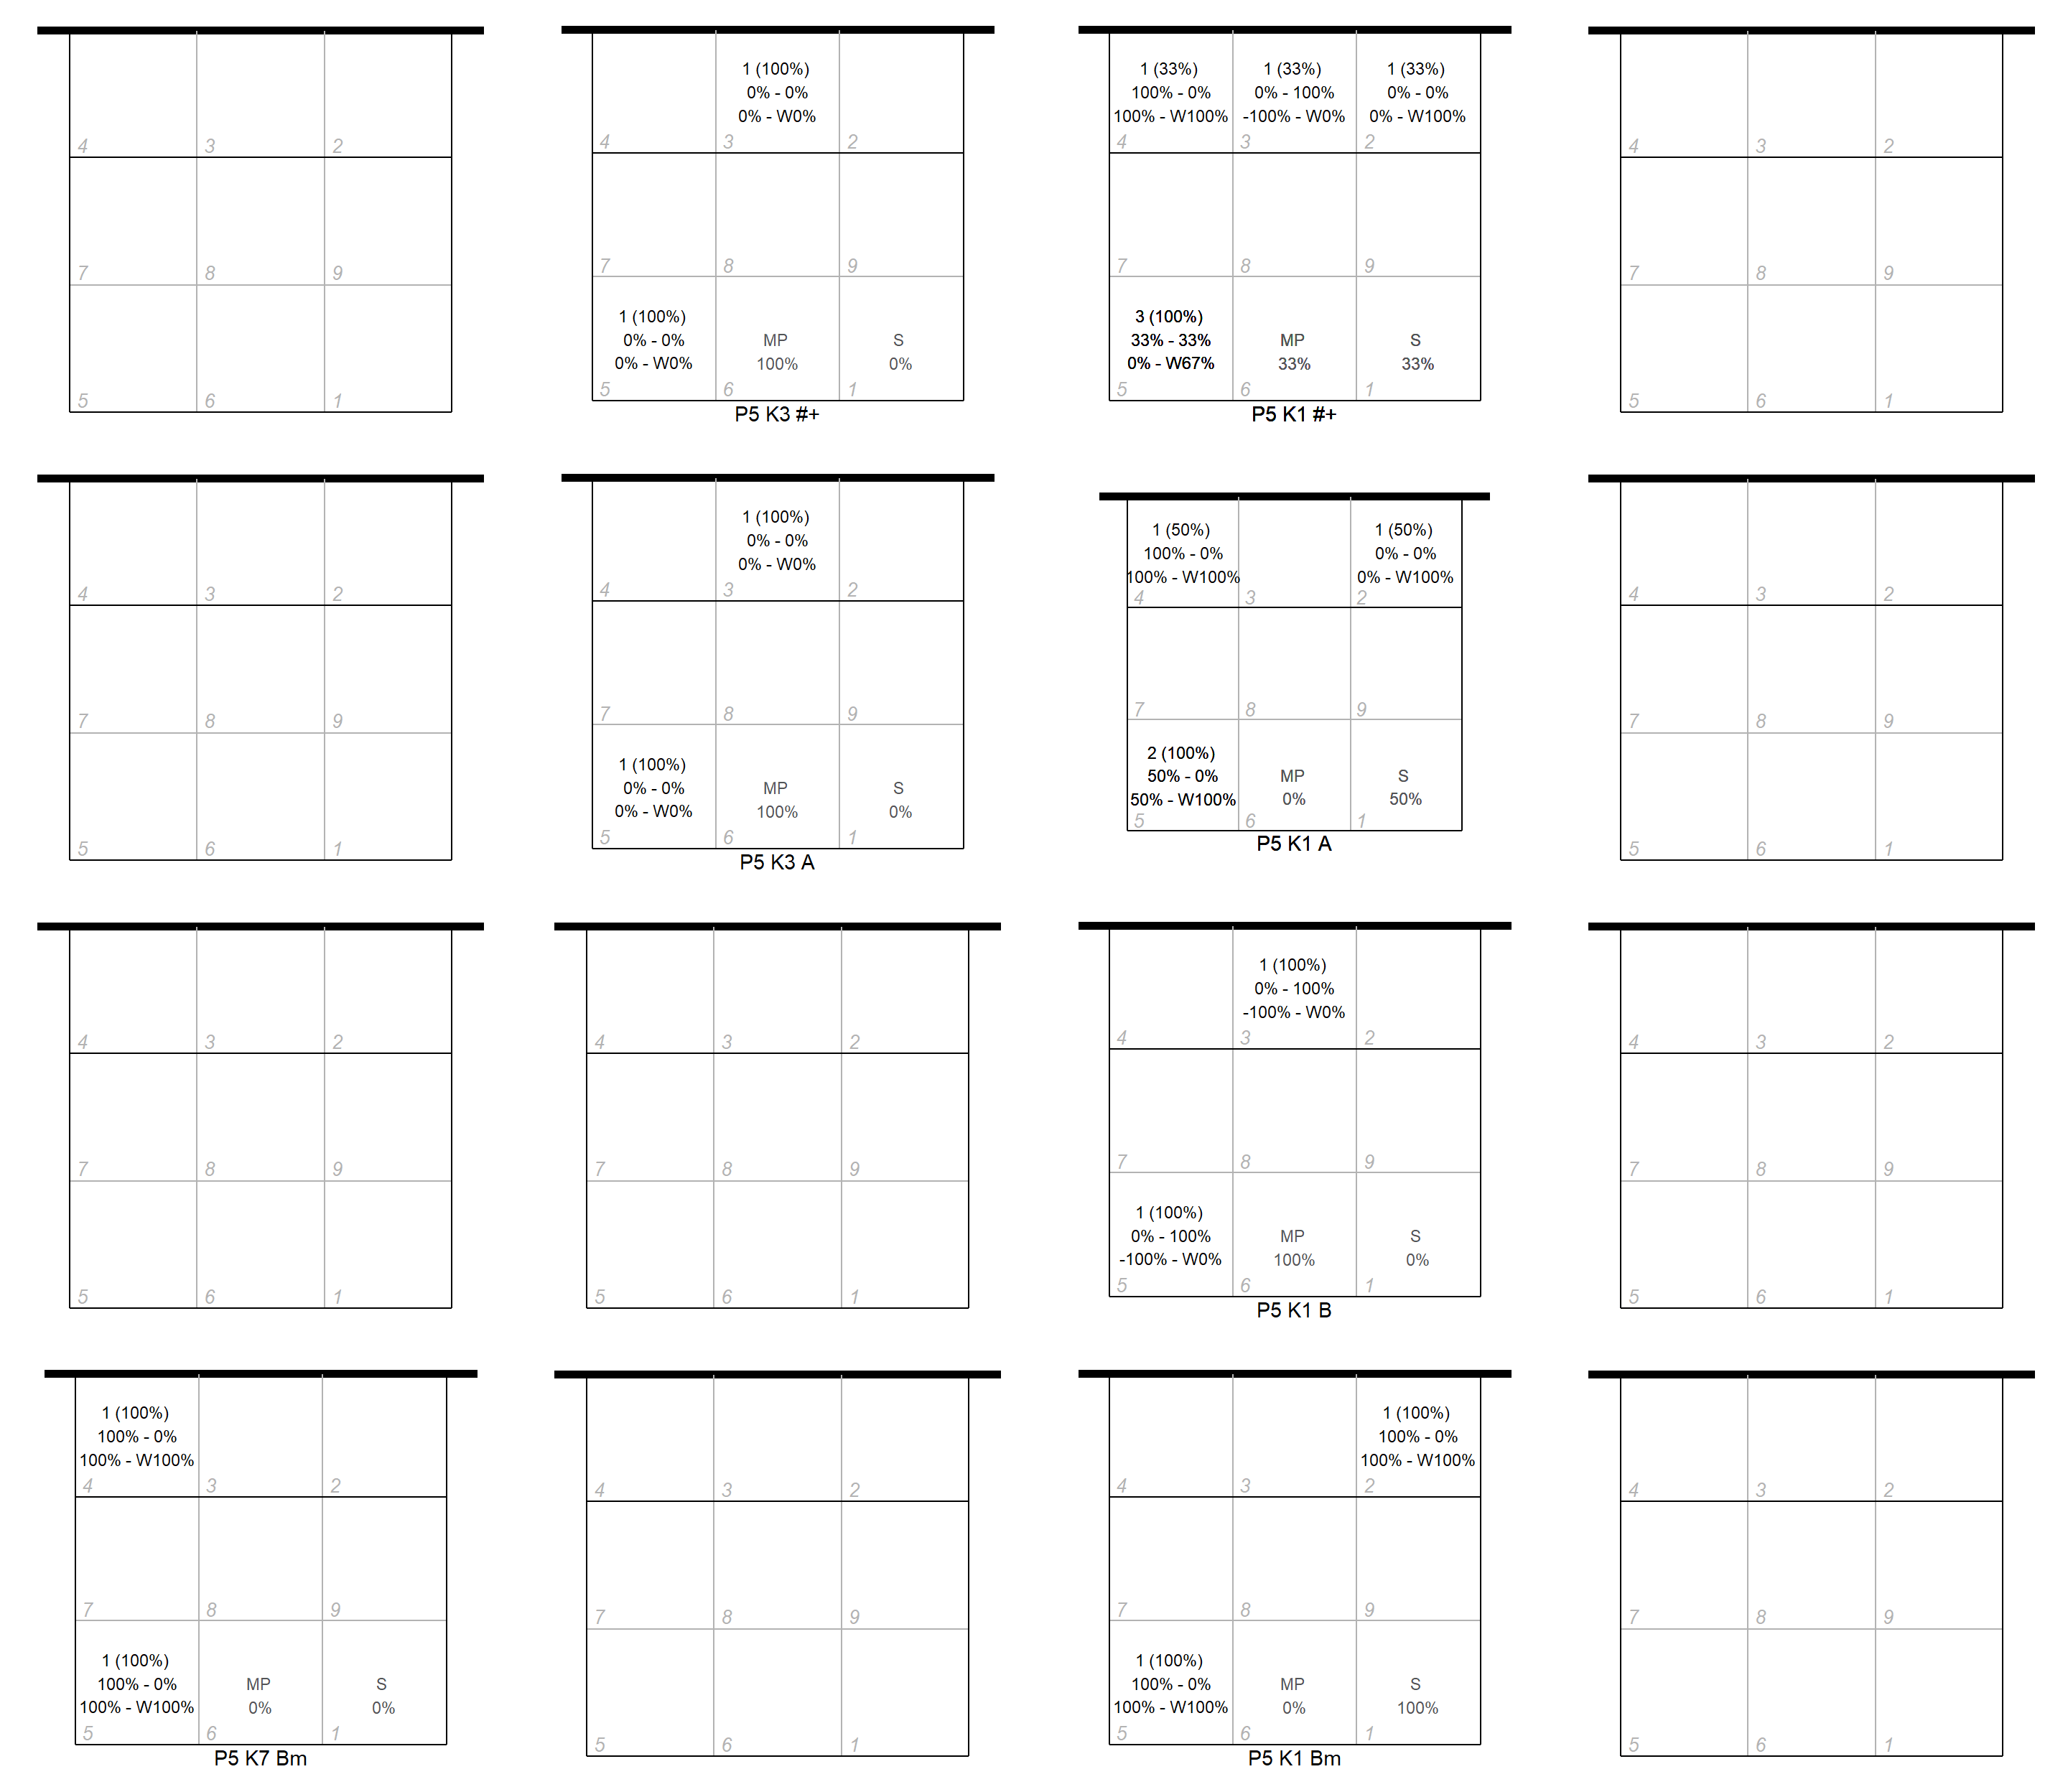 4 3 2
7 8 9
5 6 1
1 (100%)
0% - 0%
0% - W0%
4 3 2
7 8 9
1 (100%)
0% - 0%
0% - W0%
MP
100%
S
0%
5 6 1
P5 K3 #+
1 (33%)
100% - 0%
100% - W100%
1 (33%)
0% - 100%
-100% - W0%
1 (33%)
0% - 0%
0% - W100%
4 3 2
7 8 9
3 (100%)
33% - 33%
0% - W67%
MP
33%
S
33%
5 6 1
P5 K1 #+
4 3 2
7 8 9
5 6 1
4 3 2
7 8 9
5 6 1
1 (100%)
0% - 0%
0% - W0%
4 3 2
7 8 9
1 (100%)
0% - 0%
0% - W0%
MP
100%
S
0%
5 6 1
P5 K3 A
1 (50%)
100% - 0%
100% - W100%
1 (50%)
0% - 0%
0% - W100%
4 3 2
7 8 9
2 (100%)
50% - 0%
50% - W100%
MP
0%
S
50%
5 6 1
P5 K1 A
4 3 2
7 8 9
5 6 1
4 3 2
7 8 9
5 6 1
4 3 2
7 8 9
5 6 1
1 (100%)
0% - 100%
-100% - W0%
4 3 2
7 8 9
1 (100%)
0% - 100%
-100% - W0%
MP
100%
S
0%
5 6 1
P5 K1 B
4 3 2
7 8 9
5 6 1
1 (100%)
100% - 0%
100% - W100%
4 3 2
7 8 9
1 (100%)
100% - 0%
100% - W100%
MP
0%
S
0%
5 6 1
P5 K7 Bm
4 3 2
7 8 9
5 6 1
1 (100%)
100% - 0%
100% - W100%
4 3 2
7 8 9
1 (100%)
100% - 0%
100% - W100%
MP
0%
S
100%
5 6 1
P5 K1 Bm
4 3 2
7 8 9
5 6 1